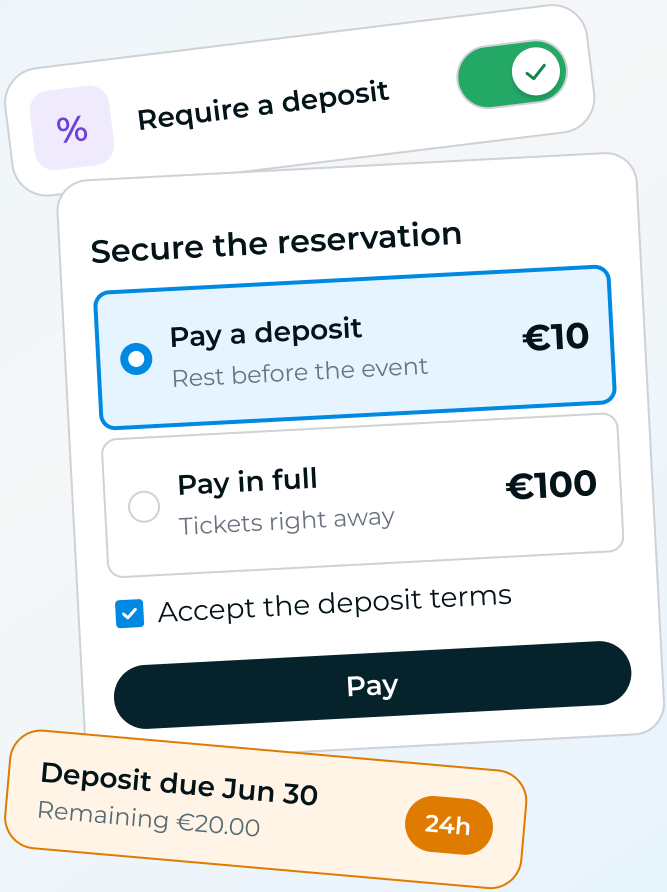 %
Require a deposit
Secure the reservation
Pay a deposit
€10
Rest before the event
Pay in full
€100
Tickets right away
Accept the deposit terms
Pay
Deposit due Jun 30
Remaining €20.00
24h